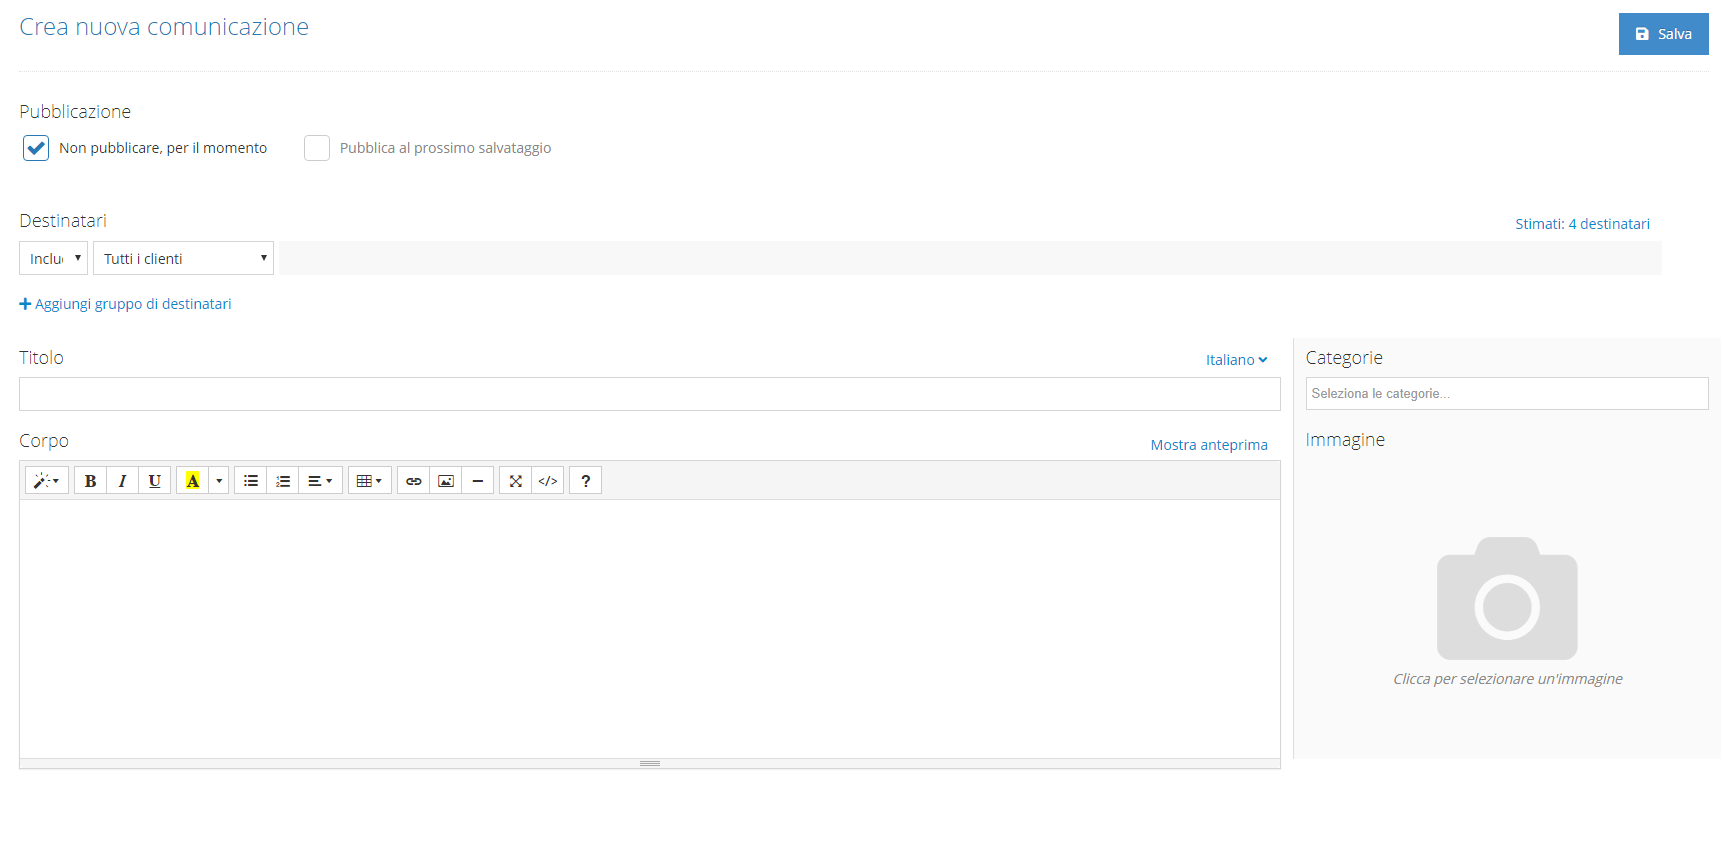 Crea nuova comunicazione
Salva
Pubblicazione
Non pubblicare, per il momento
Pubblica al prossimo salvataggio
Destinatari
Stimati: 4 destinatari
Inclu
Tutti i clienti
Aggiungi gruppo di destinatari
Titolo
Italiano
Categorie
Seleziona le categorie...
Corpo
Mostra anteprima
Immagine
B I U A </> ?
Clicca per selezionare un'immagine